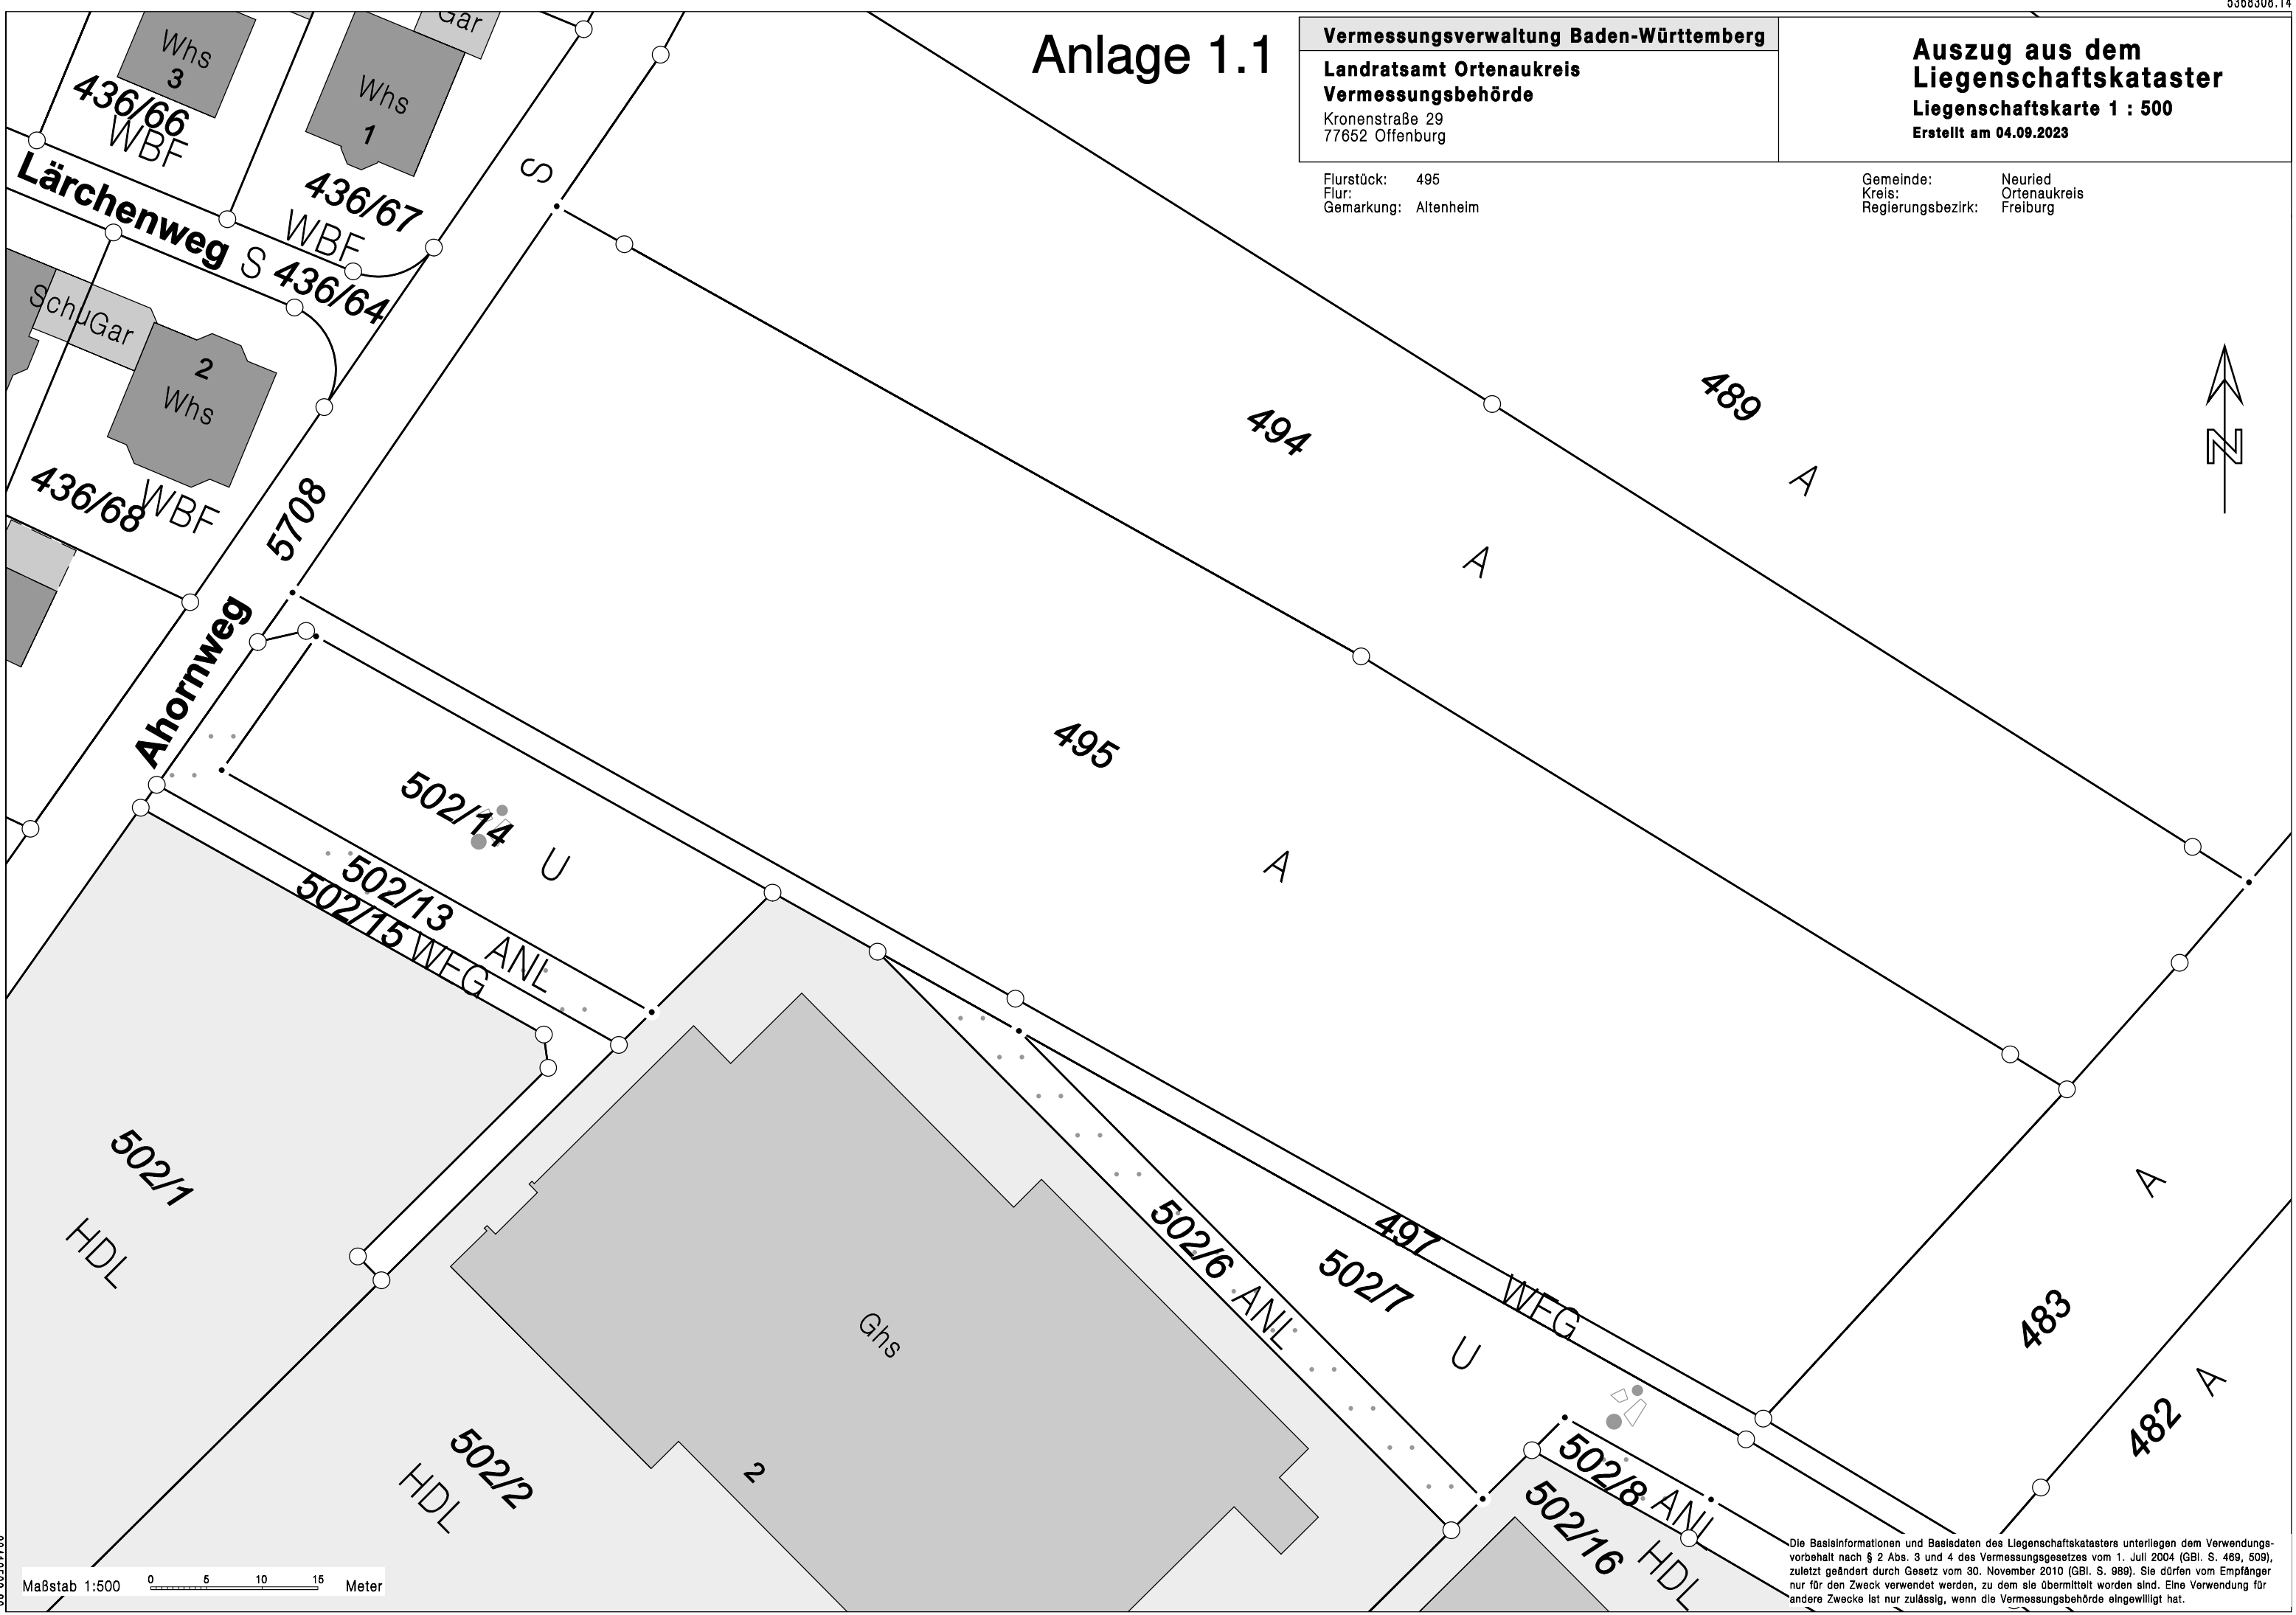 Anlage 1.1
Vermessungsverwaltung Baden-Württemberg
Landratsamt Ortenaukreis
Vermessungsbehörde
Kronenstraße 29
77652 Offenburg
Auszug aus dem
Liegenschaftskataster
Liegenschaftskarte 1 : 500
Erstellt am 04.09.2023
Flurstück: 495
Flur:
Gemarkung: Altenheim
Gemeinde: Neuried
Kreis: Ortenaukreis
Regierungsbezirk: Freiburg
Whs
3
436/66
WBF
Gar
Whs
1
436/67
WBF
S
Lärchenweg S 436/64
SchuGar
2
Whs
436/68 WBF
5708
Ahornweg
494
A
489
A
N
495
A
502/14
U
502/13 ANL
502/15 WFG
502/1
HDL
502/2
HDL
Ghs
2
502/6 ANL
502/7
U
497
WFG
502/8 ANL
502/16 HDL
A
483
482 A
Maßstab 1:500
0 5 10 15 Meter
Die Basisinformationen und Basisdaten des Liegenschaftskatasters unterliegen dem Verwendungs-
vorbehalt nach § 2 Abs. 3 und 4 des Vermessungsgesetzes vom 1. Juli 2004 (GBl. S. 469, 509),
zuletzt geändert durch Gesetz vom 30. November 2010 (GBl. S. 989). Sie dürfen vom Empfänger
nur für den Zweck verwendet werden, zu dem sie übermittelt worden sind. Eine Verwendung für
andere Zwecke ist nur zulässig, wenn die Vermessungsbehörde eingewilligt hat.